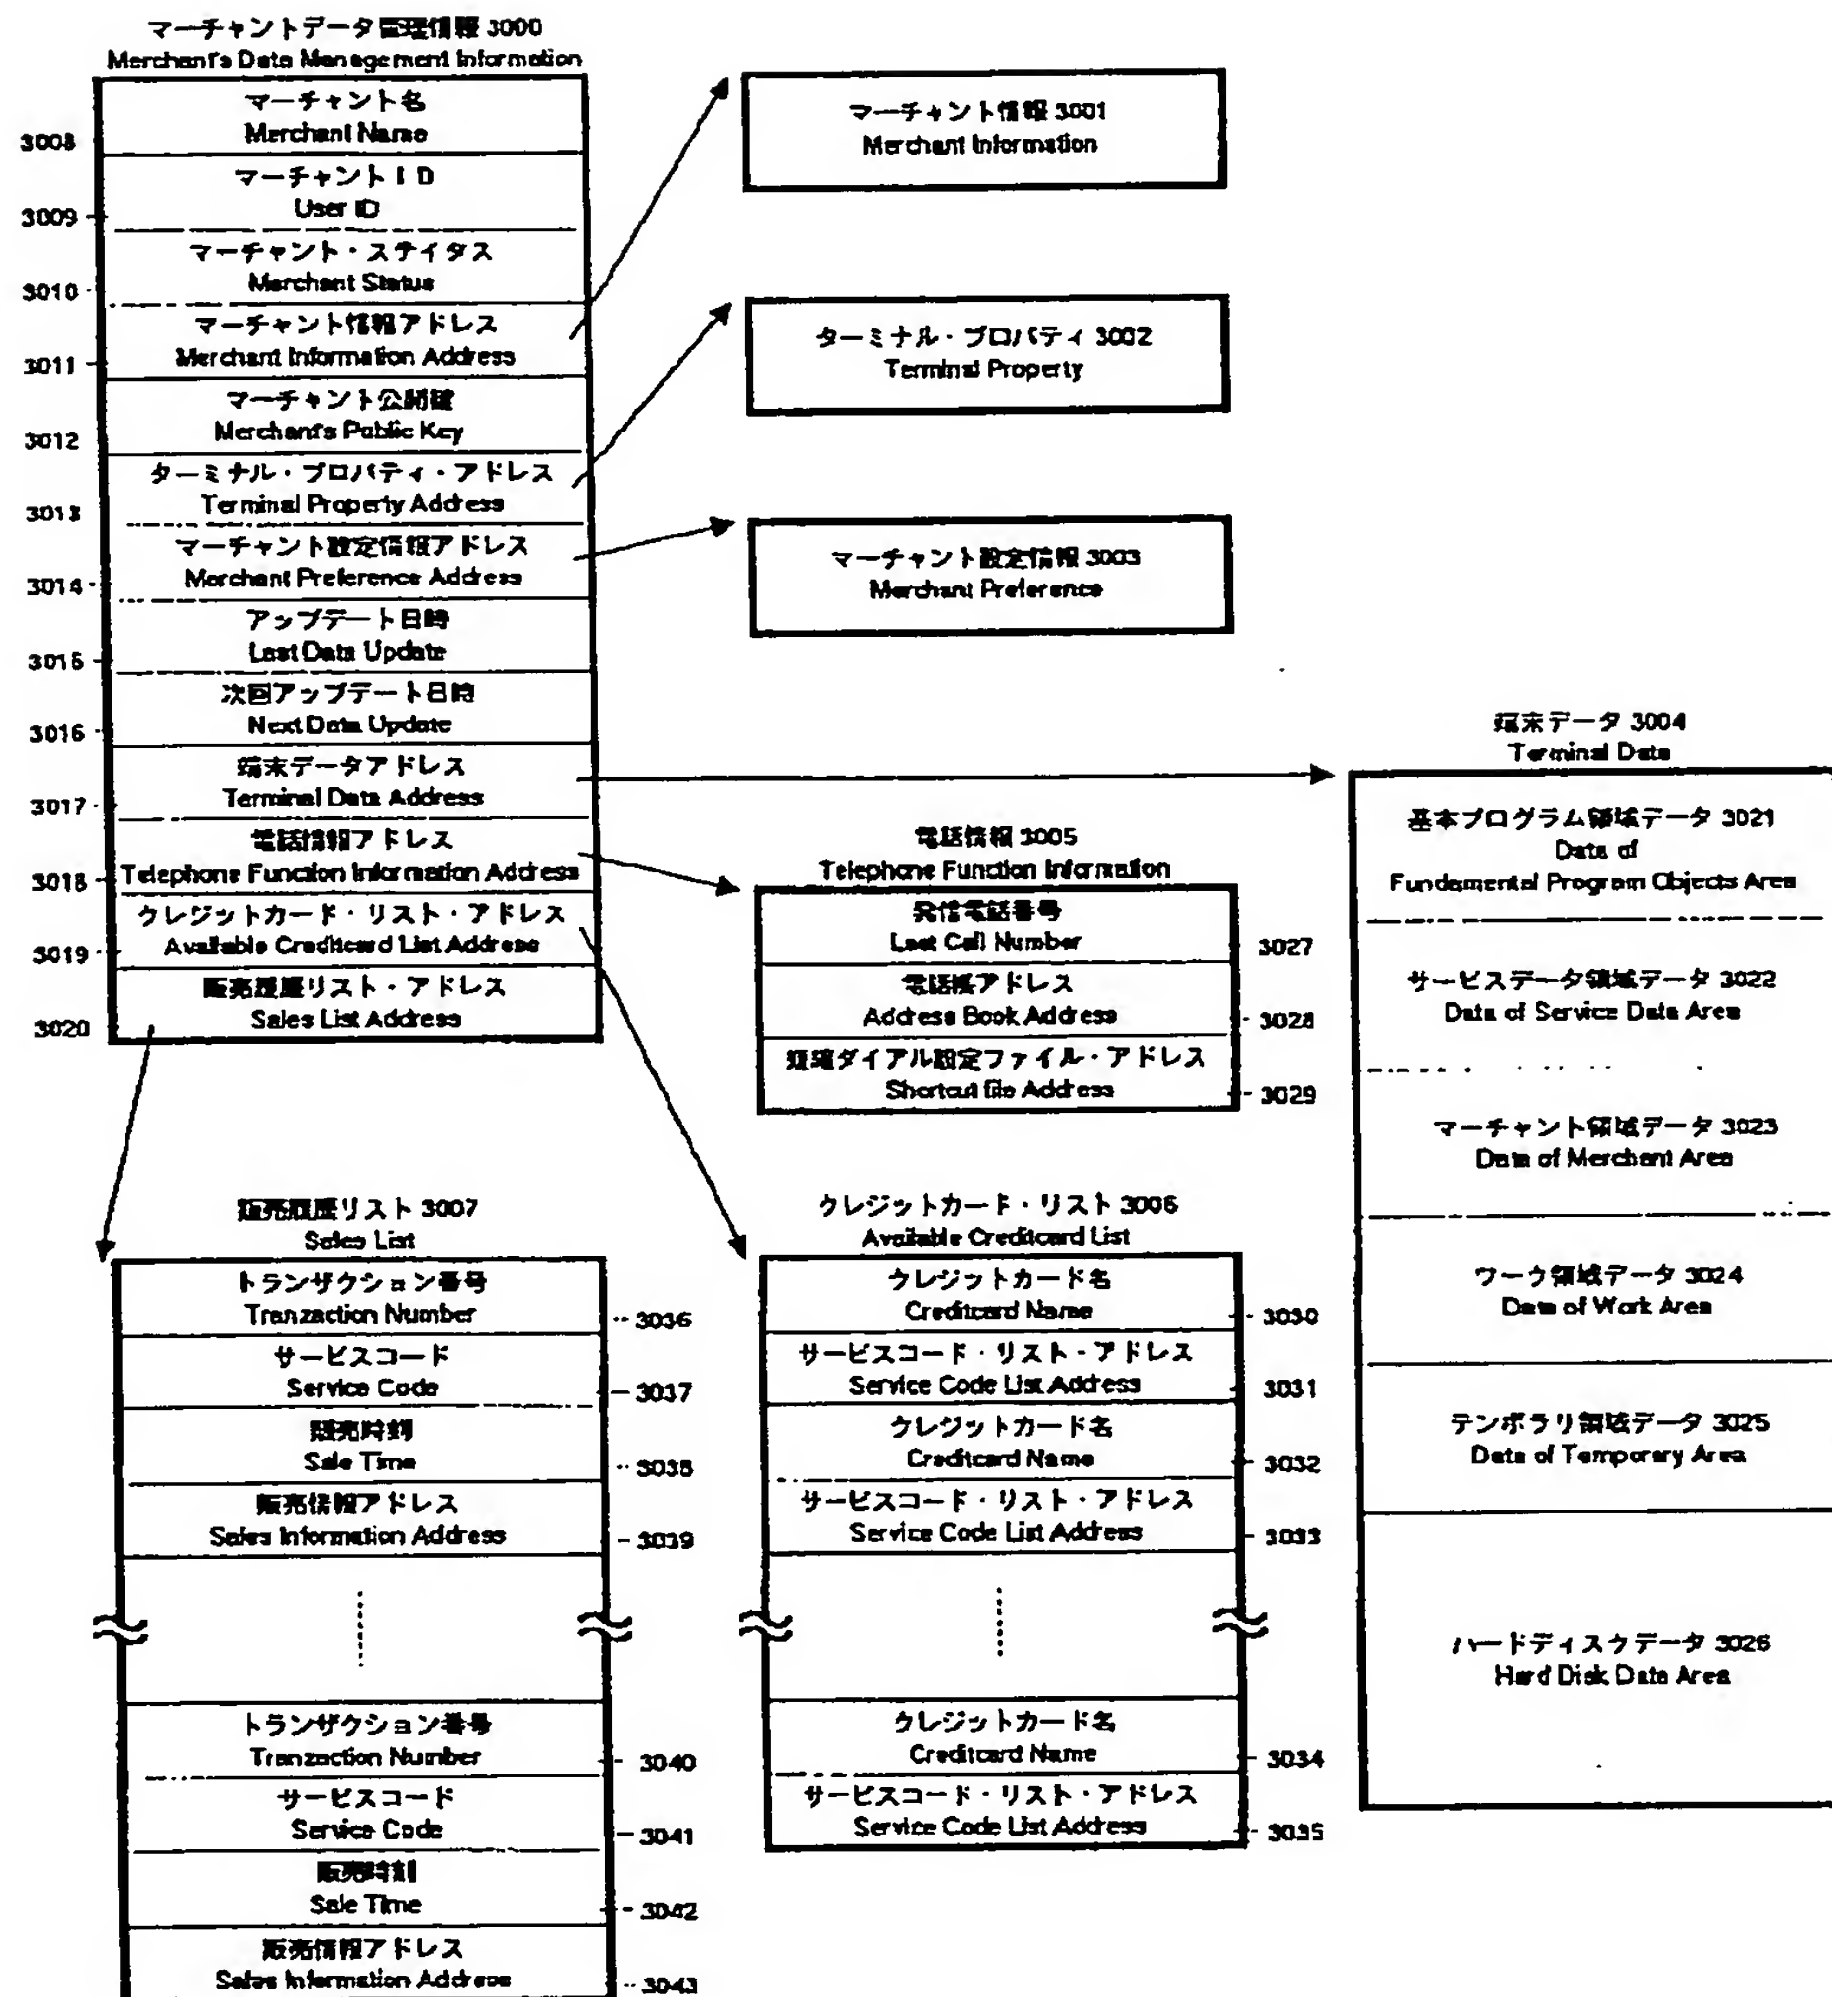 マーチャントデータ管理情報 3000
Merchant's Data Management Information
マーチャント名
Merchant Name
3008
マーチャントID
User ID
3009
マーチャント・ステイタス
Merchant Status
3010
マーチャント情報アドレス
Merchant Information Address
3011
マーチャント公開鍵
Merchant's Public Key
3012
ターミナル・プロパティ・アドレス
Terminal Property Address
3013
マーチャント設定情報アドレス
Merchant Preference Address
3014
アップデート日時
Last Data Update
3015
次回アップデート日時
Next Data Update
3016
端末データアドレス
Terminal Data Address
3017
電話情報アドレス
Telephone Function Information Address
3018
クレジットカード・リスト・アドレス
Available Creditcard List Address
3019
販売履歴リスト・アドレス
Sales List Address
3020
マーチャント情報 3001
Merchant Information
ターミナル・プロパティ 3002
Terminal Property
マーチャント設定情報 3003
Merchant Preference
端末データ 3004
Terminal Data
基本プログラム領域データ 3021
Data of
Fundamental Program Objects Area
サービスデータ領域データ 3022
Data of Service Data Area
マーチャント領域データ 3023
Data of Merchant Area
ワーク領域データ 3024
Data of Work Area
テンポラリ領域データ 3025
Data of Temporary Area
ハードディスクデータ 3026
Hard Disk Data Area
電話情報 3005
Telephone Function Information
発信電話番号
Last Call Number
3027
電話帳アドレス
Address Book Address
3028
短縮ダイアル設定ファイル・アドレス
Shortcut file Address
3029
販売履歴リスト 3007
Sales List
トランザクション番号
Tranzaction Number
3036
サービスコード
Service Code
3037
販売時刻
Sale Time
3038
販売情報アドレス
Sales Information Address
3039
トランザクション番号
Tranzaction Number
3040
サービスコード
Service Code
3041
販売時刻
Sale Time
3042
販売情報アドレス
Sales Information Address
3043
クレジットカード・リスト 3006
Available Creditcard List
クレジットカード名
Creditcard Name
3030
サービスコード・リスト・アドレス
Service Code List Address
3031
クレジットカード名
Creditcard Name
3032
サービスコード・リスト・アドレス
Service Code List Address
3033
クレジットカード名
Creditcard Name
3034
サービスコード・リスト・アドレス
Service Code List Address
3035